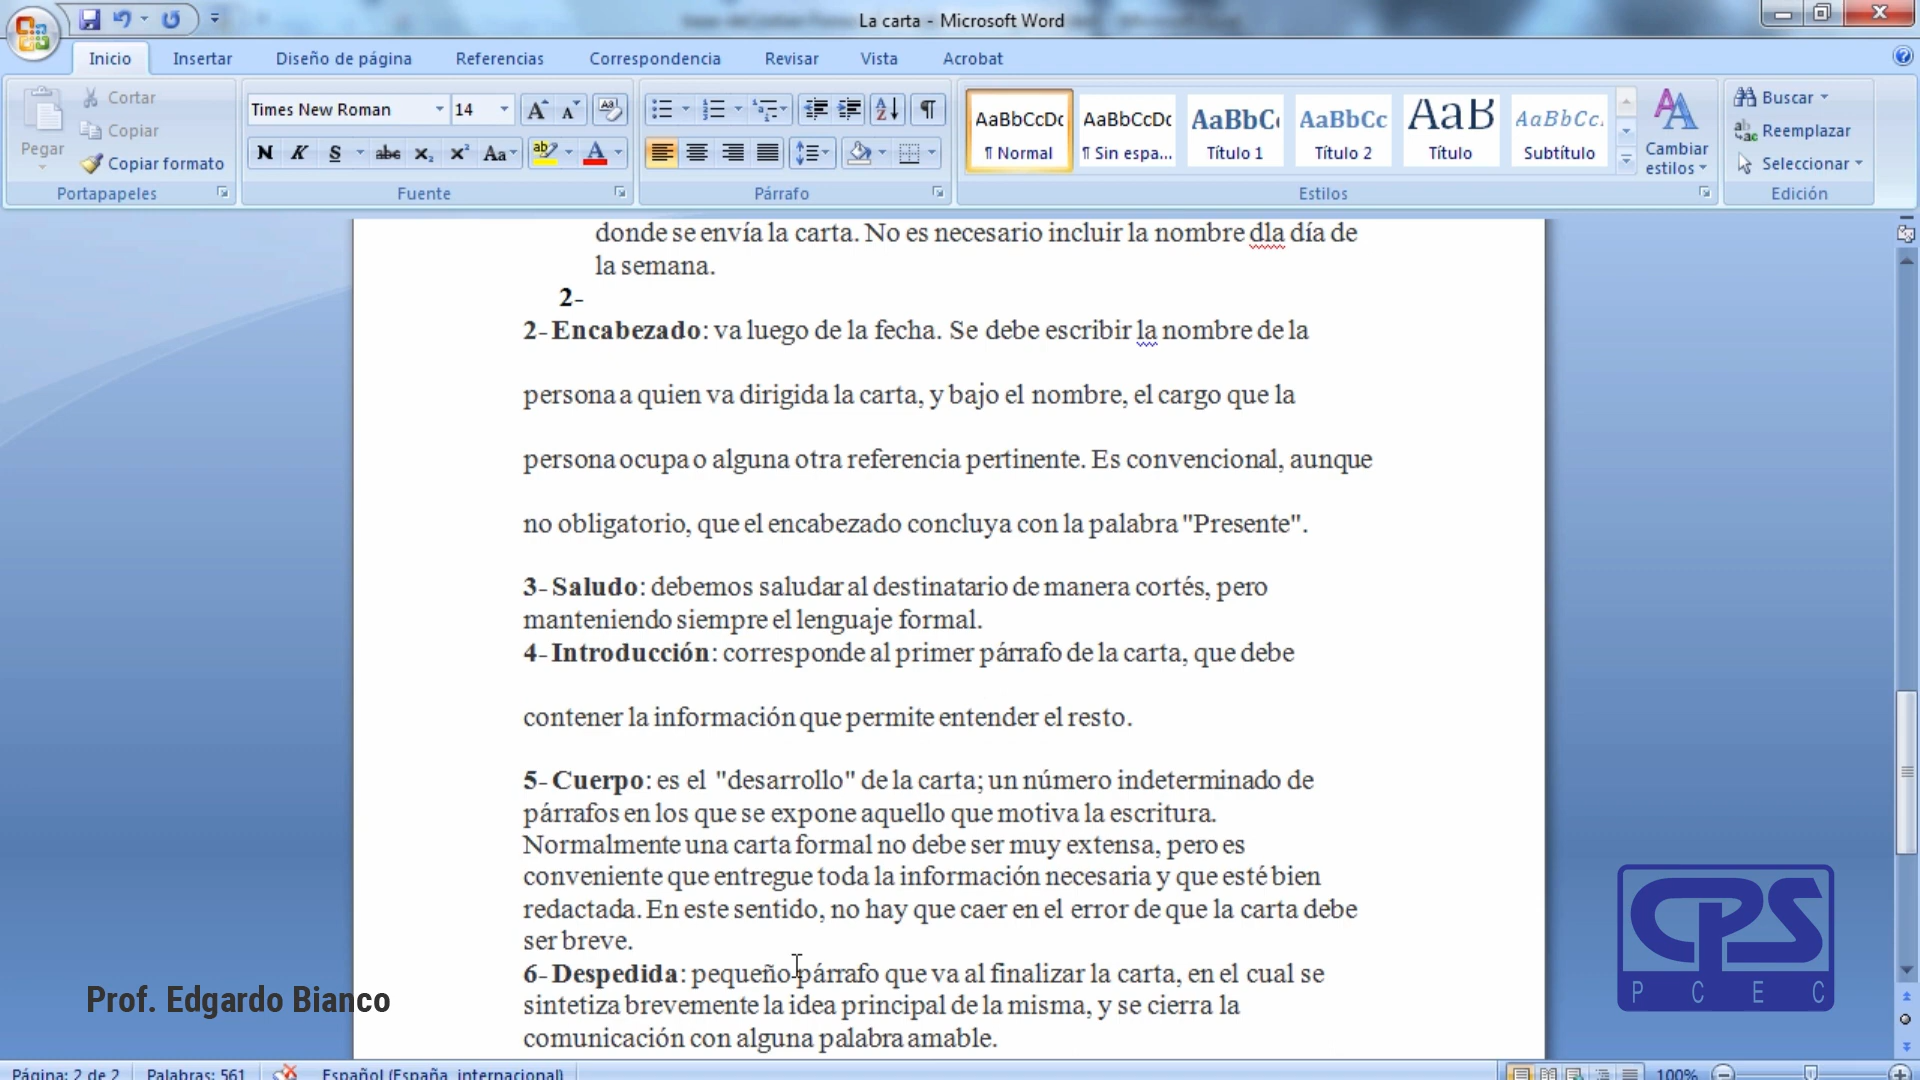 La carta - Microsoft Word
Inicio Insertar Diseño de página Referencias Correspondencia Revisar Vista Acrobat
Pegar
Cortar
Copiar
Copiar formato
Portapapeles
Times New Roman 14
N K S abe x₂ x² Aa
Fuente
Párrafo
AaBbCcDc AaBbCcDc AaBbC AaBbCc AaB AaBbCc.
¶ Normal ¶ Sin espa... Título 1 Título 2 Título Subtítulo
Cambiar
estilos
Estilos
Buscar
Reemplazar
Seleccionar
Edición
donde se envía la carta. No es necesario incluir la nombre dla día de
la semana.
2-
2- Encabezado: va luego de la fecha. Se debe escribir la nombre de la
persona a quien va dirigida la carta, y bajo el nombre, el cargo que la
persona ocupa o alguna otra referencia pertinente. Es convencional, aunque
no obligatorio, que el encabezado concluya con la palabra "Presente".
3- Saludo: debemos saludar al destinatario de manera cortés, pero
manteniendo siempre el lenguaje formal.
4- Introducción: corresponde al primer párrafo de la carta, que debe
contener la información que permite entender el resto.
5- Cuerpo: es el "desarrollo" de la carta; un número indeterminado de
párrafos en los que se expone aquello que motiva la escritura.
Normalmente una carta formal no debe ser muy extensa, pero es
conveniente que entregue toda la información necesaria y que esté bien
redactada. En este sentido, no hay que caer en el error de que la carta debe
ser breve.
6- Despedida: pequeño párrafo que va al finalizar la carta, en el cual se
sintetiza brevemente la idea principal de la misma, y se cierra la
comunicación con alguna palabra amable.
Prof. Edgardo Bianco
CPS
P C E C
Página: 2 de 2 Palabras: 561 Español (España, internacional) 100%